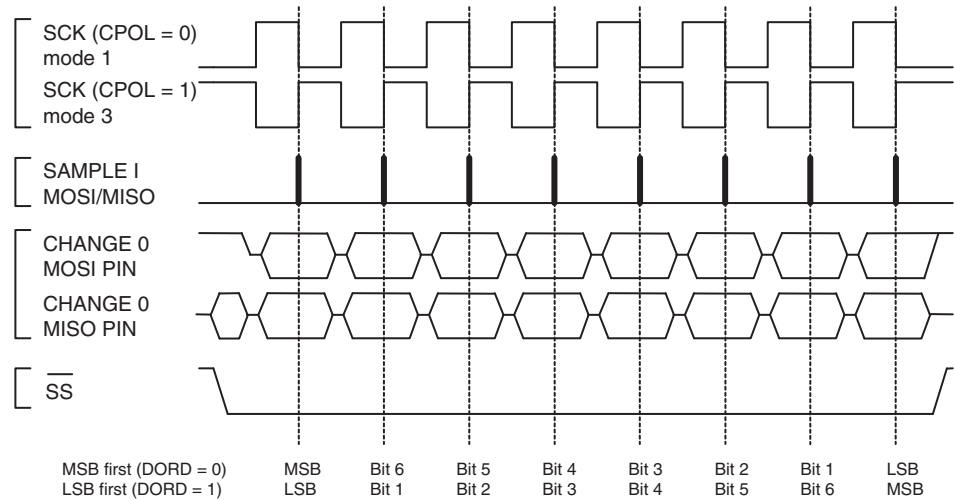 SCK (CPOL = 0)
mode 1
SCK (CPOL = 1)
mode 3
SAMPLE I
MOSI/MISO
CHANGE 0
MOSI PIN
CHANGE 0
MISO PIN
SS
MSB first (DORD = 0) MSB Bit 6 Bit 5 Bit 4 Bit 3 Bit 2 Bit 1 LSB
LSB first (DORD = 1) LSB Bit 1 Bit 2 Bit 3 Bit 4 Bit 5 Bit 6 MSB